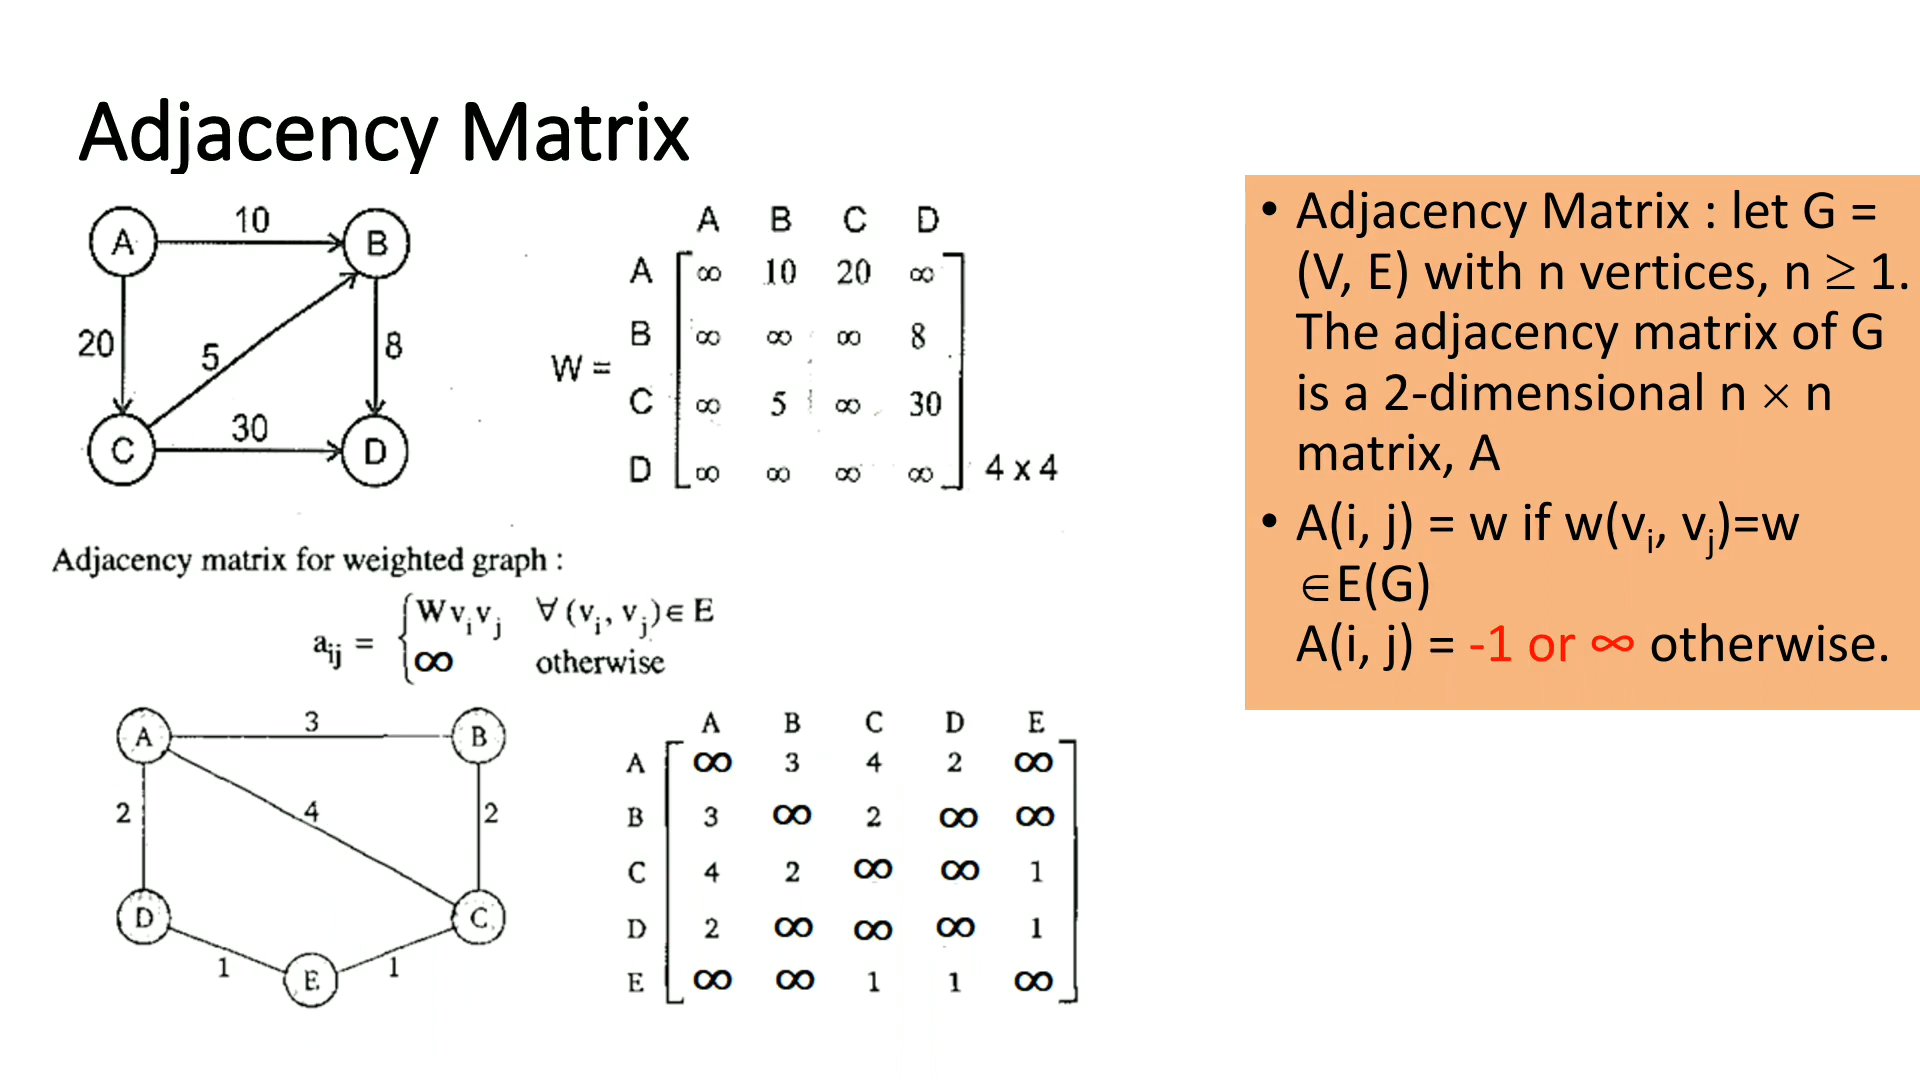 Adjacency Matrix
A 10 B
20 5 8
C 30 D
A B C D
A ∞ 10 20 ∞
B ∞ ∞ ∞ 8
W =
C ∞ 5 ∞ 30
D ∞ ∞ ∞ ∞ 4 x 4
Adjacency matrix for weighted graph :
aij = { Wvivj ∀ (vi, vj) ∈ E
∞ otherwise
A 3 B
2 4 2
D C
1 E 1
A B C D E
A ∞ 3 4 2 ∞
B 3 ∞ 2 ∞ ∞
C 4 2 ∞ ∞ 1
D 2 ∞ ∞ ∞ 1
E ∞ ∞ 1 1 ∞
• Adjacency Matrix : let G =
(V, E) with n vertices, n ≥ 1.
The adjacency matrix of G
is a 2-dimensional n × n
matrix, A
• A(i, j) = w if w(vi, vj)=w
∈E(G)
A(i, j) = -1 or ∞ otherwise.